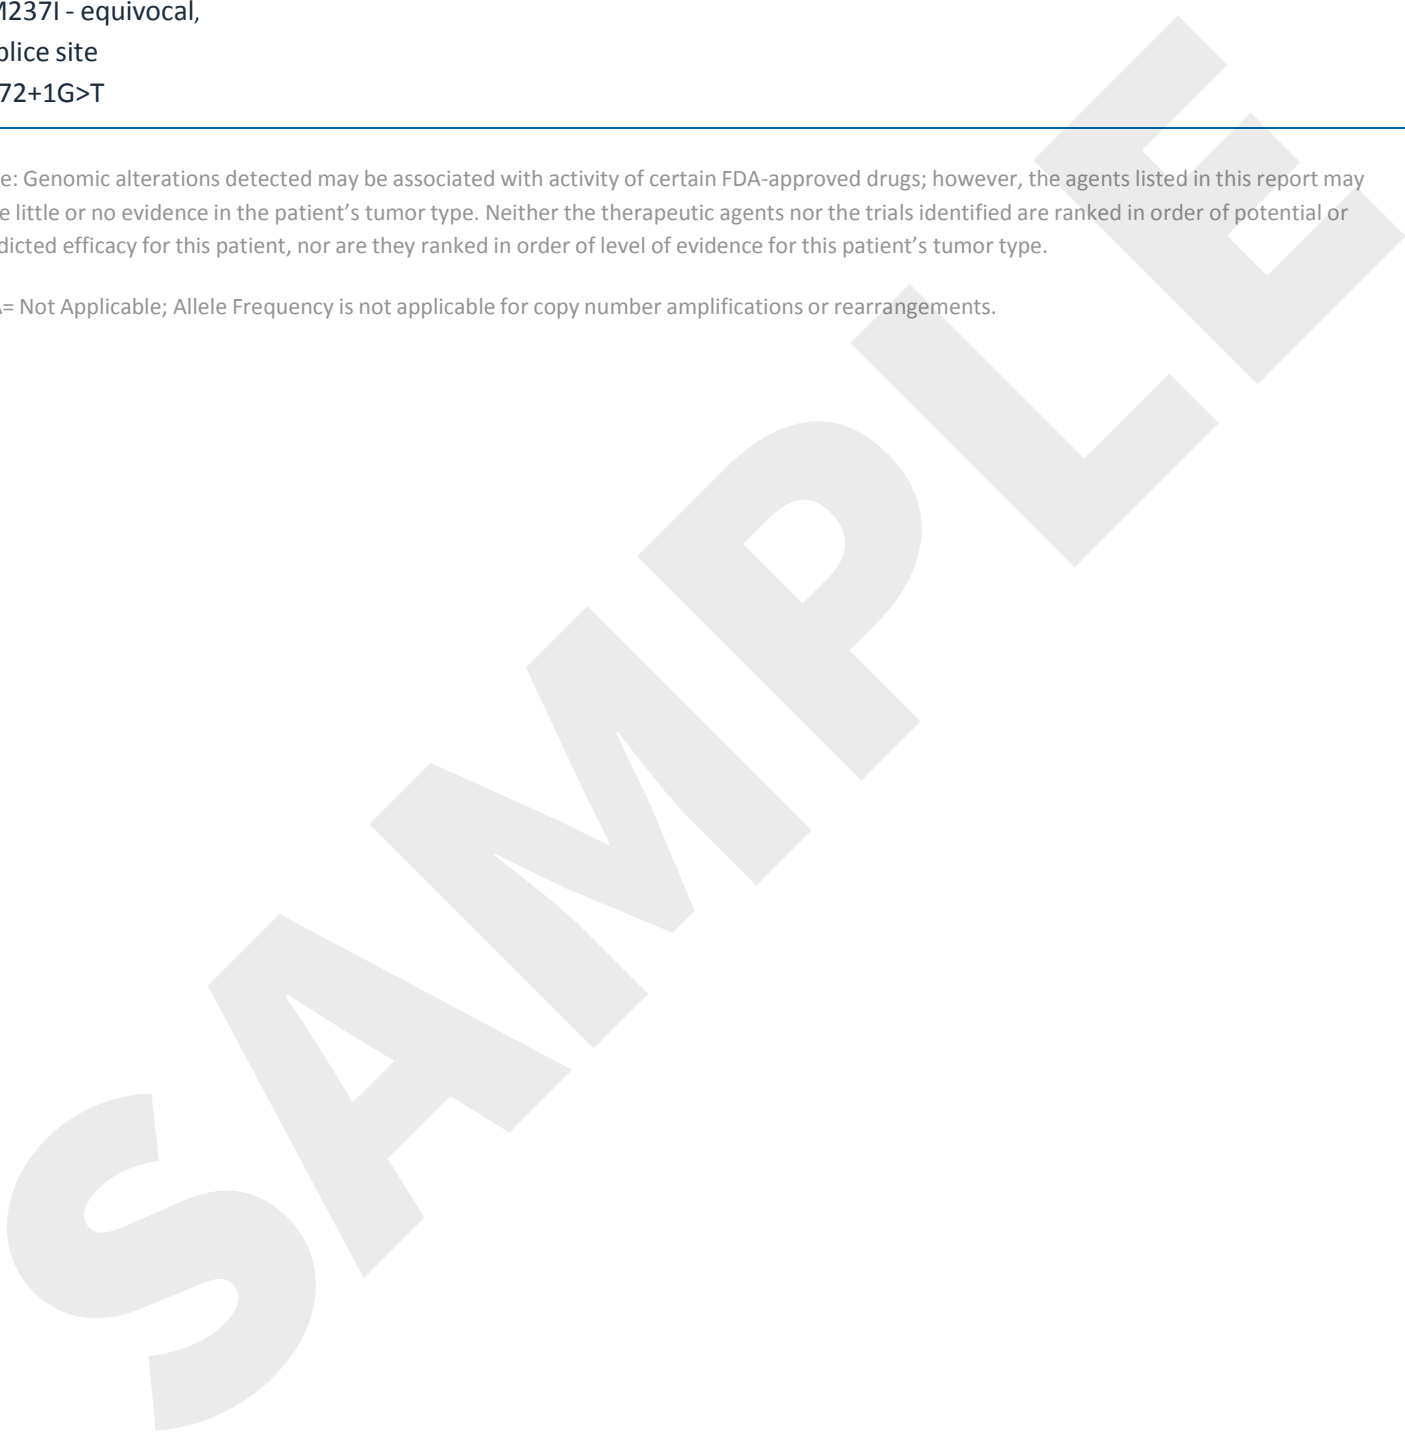 M237I - equivocal,
plice site
72+1G>T
e: Genomic alterations detected may be associated with activity of certain FDA-approved drugs; however, the agents listed in this report may
e little or no evidence in the patient’s tumor type. Neither the therapeutic agents nor the trials identified are ranked in order of potential or
dicted efficacy for this patient, nor are they ranked in order of level of evidence for this patient’s tumor type.
= Not Applicable; Allele Frequency is not applicable for copy number amplifications or rearrangements.
SAMPLE